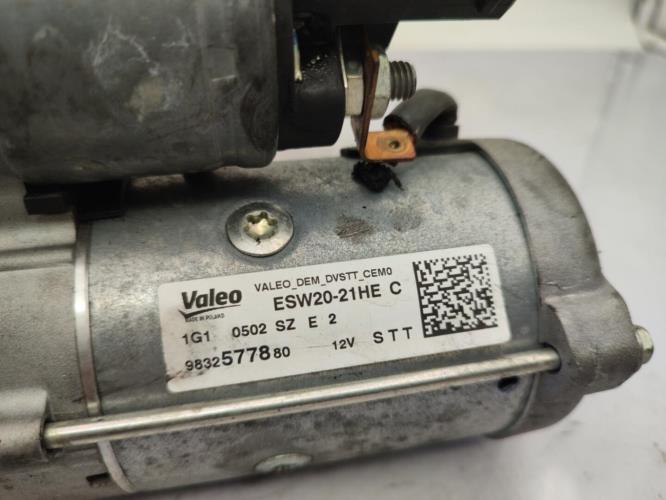 VALEO_DEM_DVSTT_CEM0
Valeo
MADE IN POLAND
ESW20-21HE C
1G1 0502 SZ E 2
9832577880 12V STT